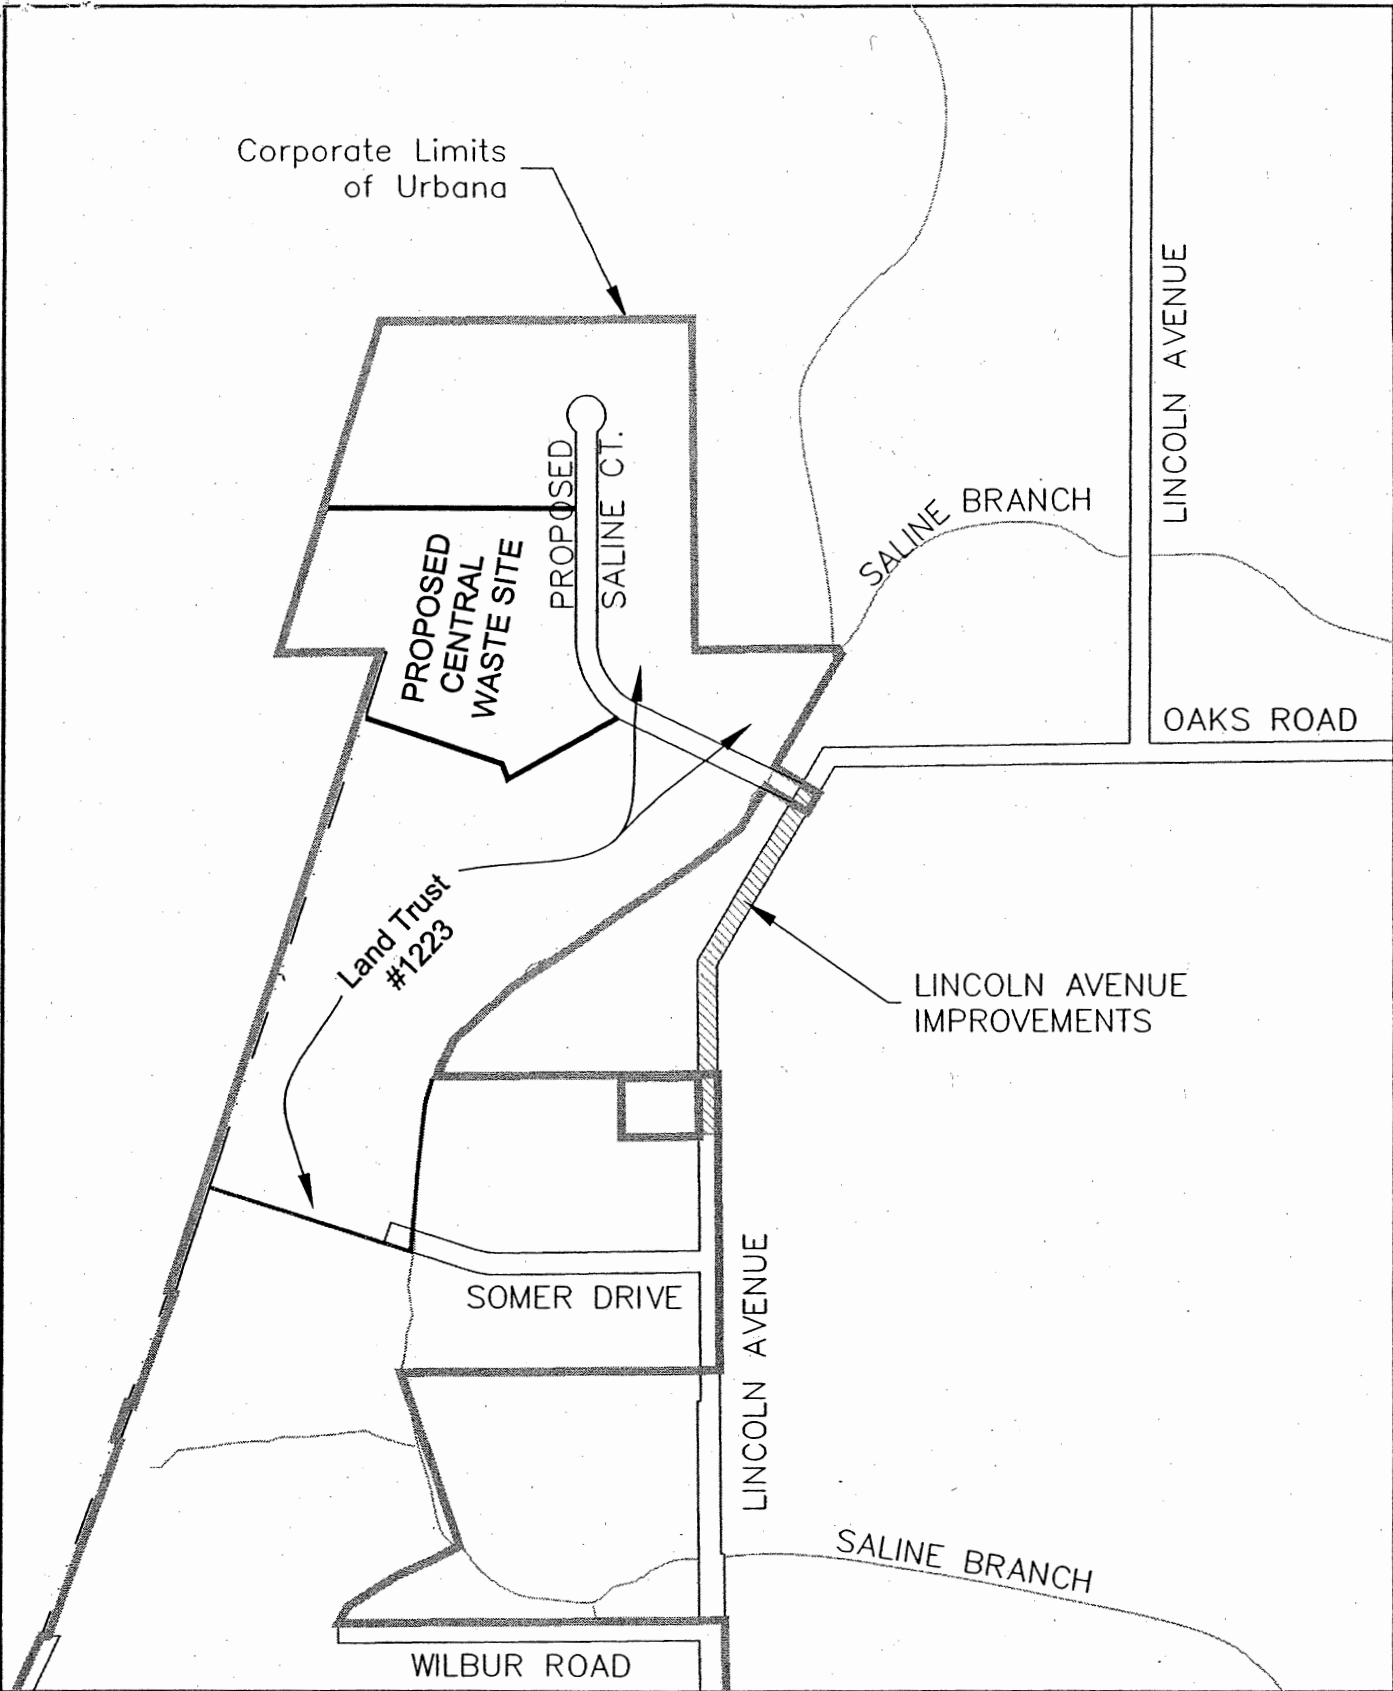 Corporate Limits
of Urbana
LINCOLN AVENUE
PROPOSED
SALINE CT.
SALINE BRANCH
PROPOSED
CENTRAL
WASTE SITE
OAKS ROAD
Land Trust
#1223
LINCOLN AVENUE
IMPROVEMENTS
SOMER DRIVE
LINCOLN AVENUE
SALINE BRANCH
WILBUR ROAD